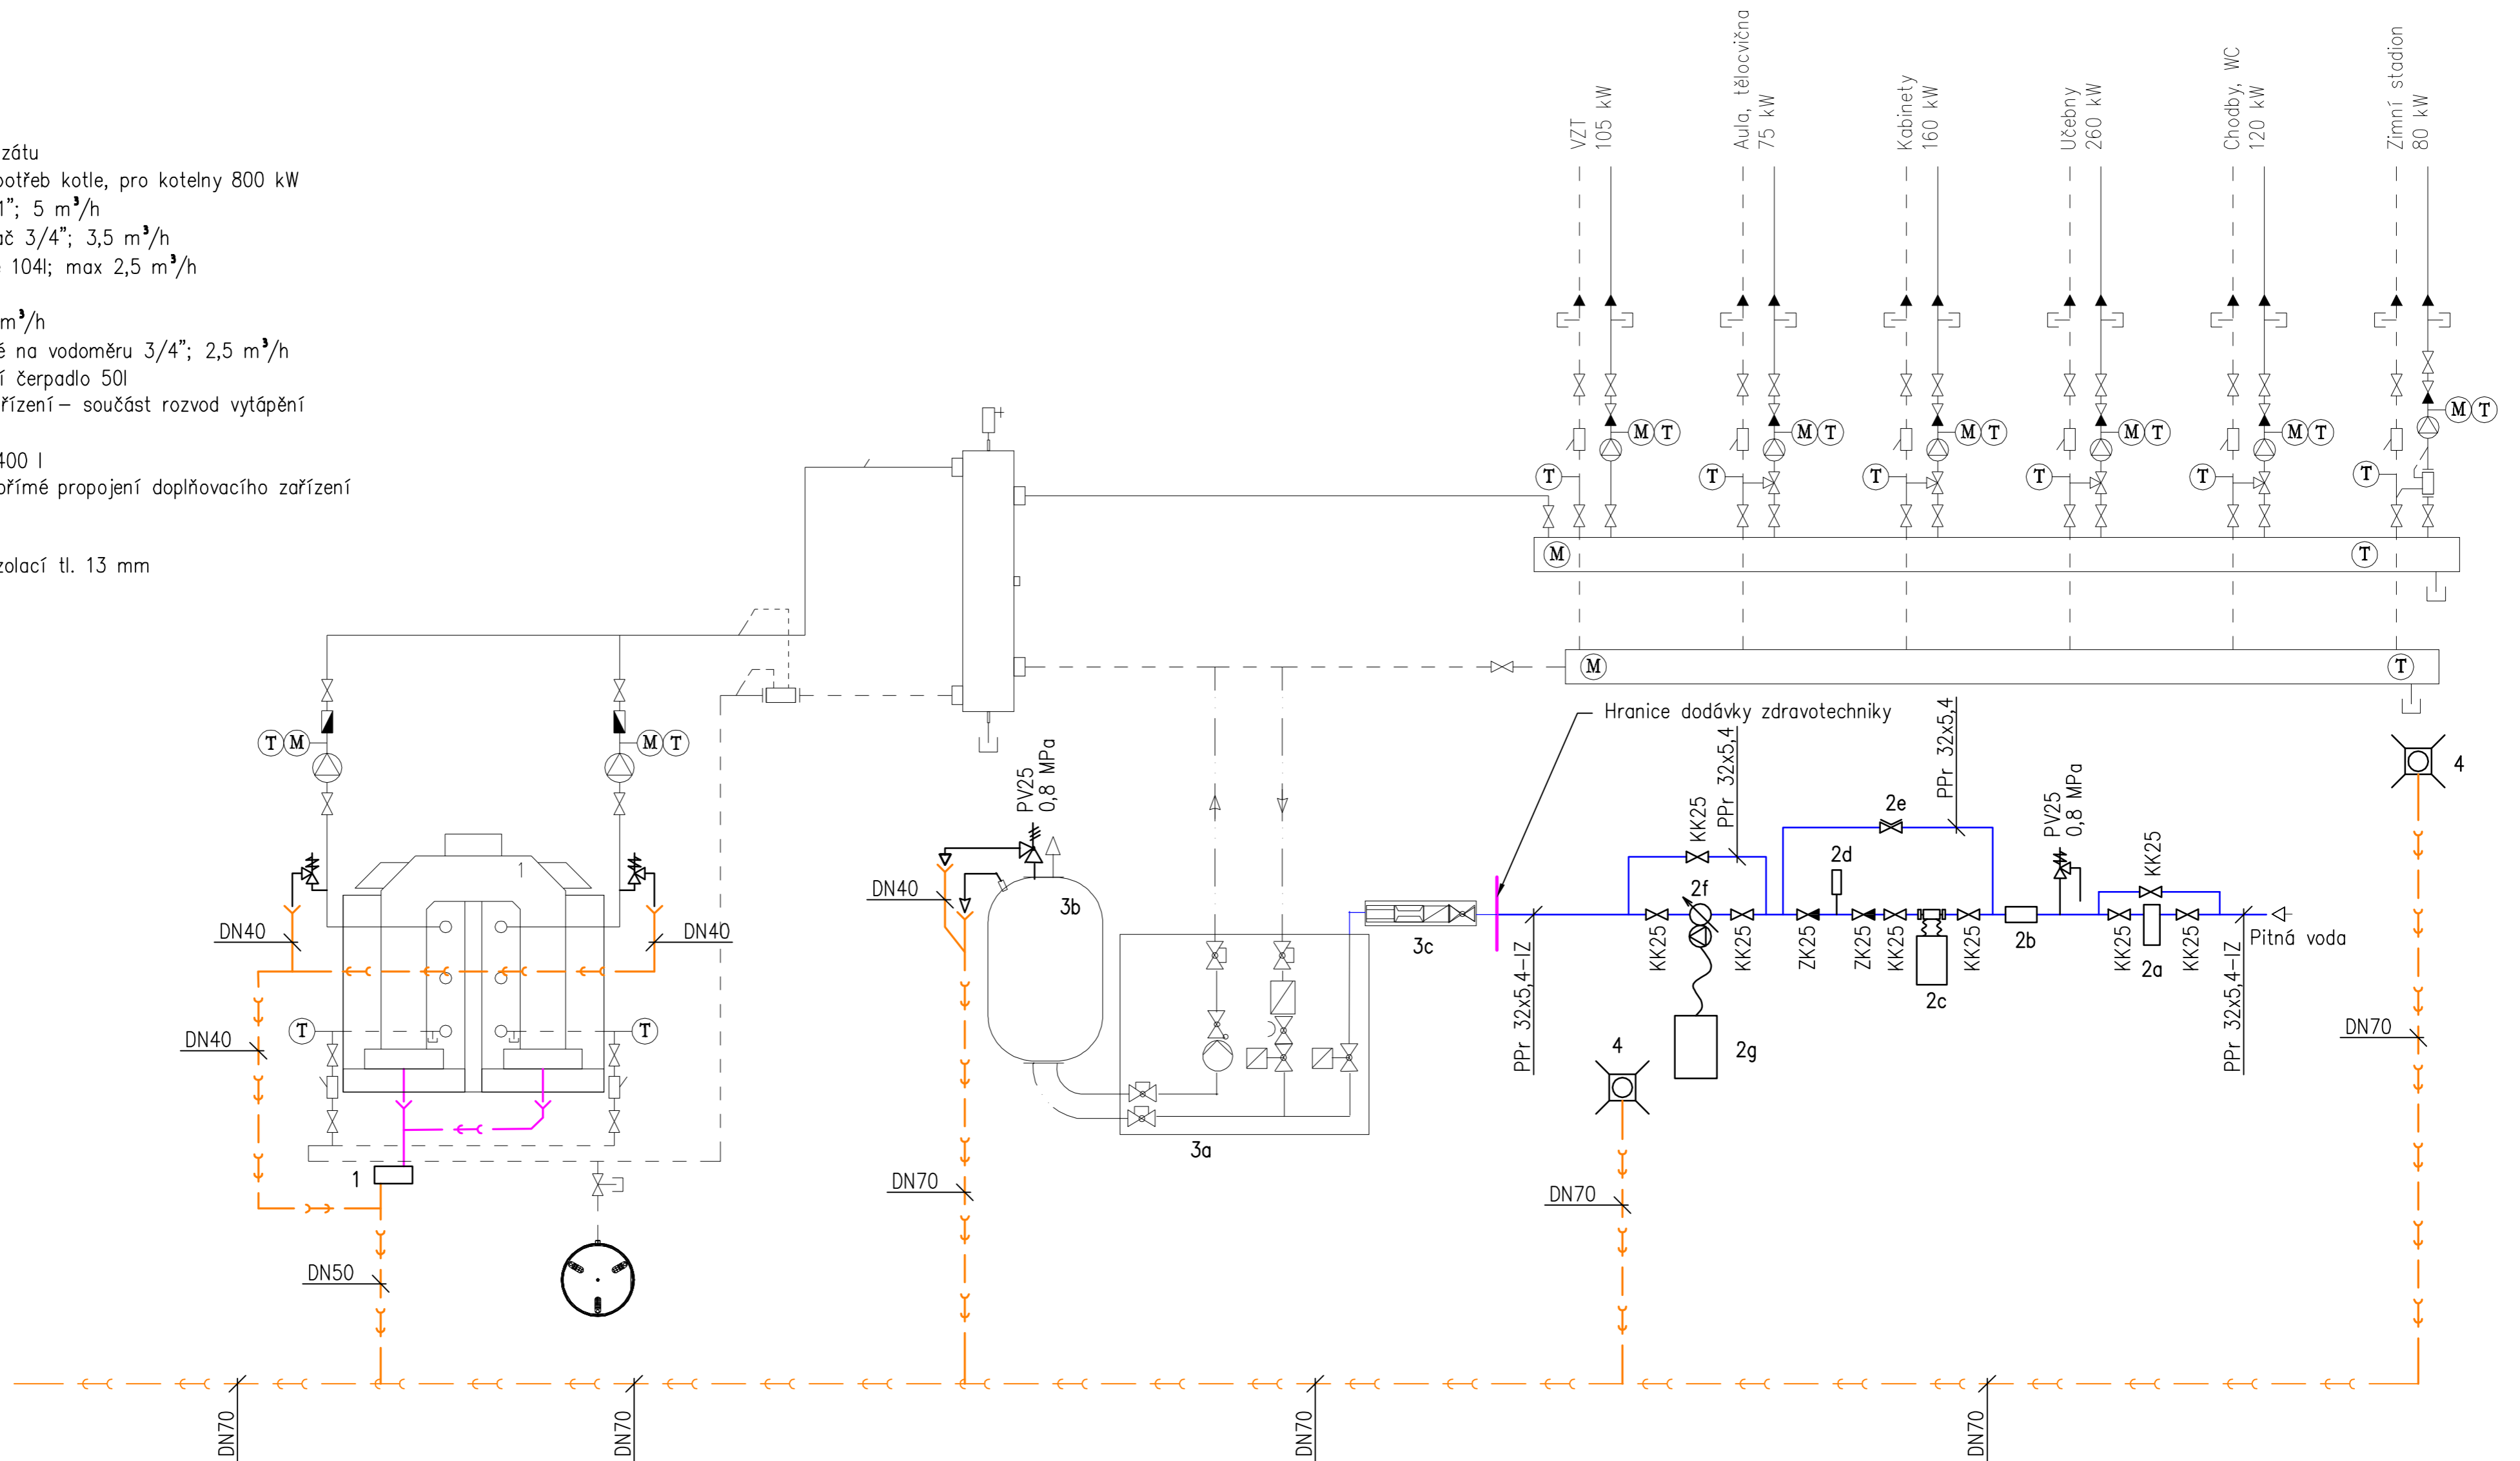 zátu
potřeb kotle, pro kotelny 800 kW
1"; 5 m³/h
ač 3/4"; 3,5 m³/h
104l; max 2,5 m³/h
m³/h
é na vodoměru 3/4"; 2,5 m³/h
í čerpadlo 50l
řízení – součást rozvod vytápění
400 l
přímé propojení doplňovacího zařízení
zolací tl. 13 mm
VZT
105 kW
Aula, tělocvična
75 kW
Kabinety
160 kW
Učebny
260 kW
Chodby, WC
120 kW
Zimní stadion
80 kW
M T
M T
M T
M T
M T
M T
T
T
T
T
T
T
M
T
M
T
Hranice dodávky zdravotechniky
T M
M T
PV25
0,8 MPa
KK25
PPr 32x5,4
PPr 32x5,4
2e
PV25
0,8 MPa
KK25
4
1
DN40
3b
2f
2d
DN40
DN40
3c
KK25
KK25
ZK25
ZK25
KK25
KK25
2b
KK25
2a
KK25
Pitná voda
PPr 32x5,4-IZ
2c
PPr 32x5,4-IZ
T
T
DN40
4
2g
DN70
3a
1
DN70
DN70
DN50
DN70
DN70
DN70
DN70